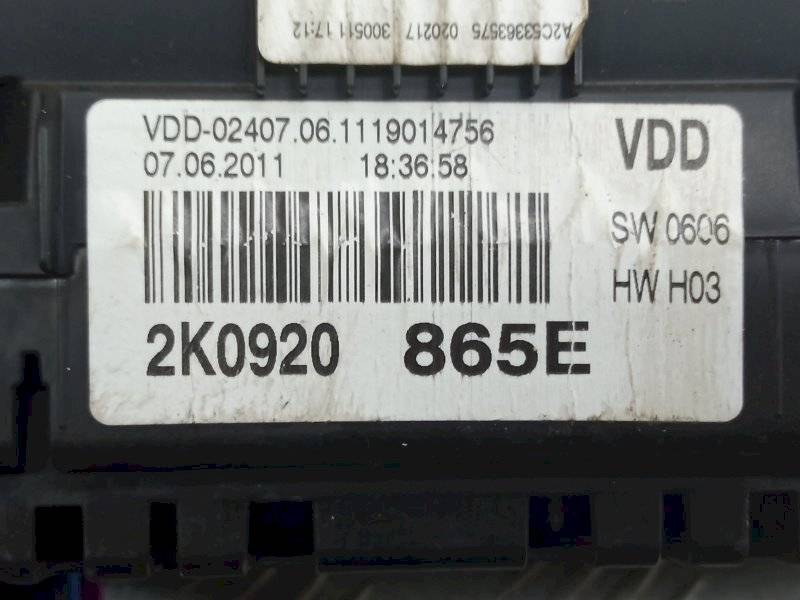 A2C53363575 020217 300511 17:12
VDD-02407.06.1119014756
07.06.2011 18:36:58
VDD
SW 0606
HW H03
2K0920 865E